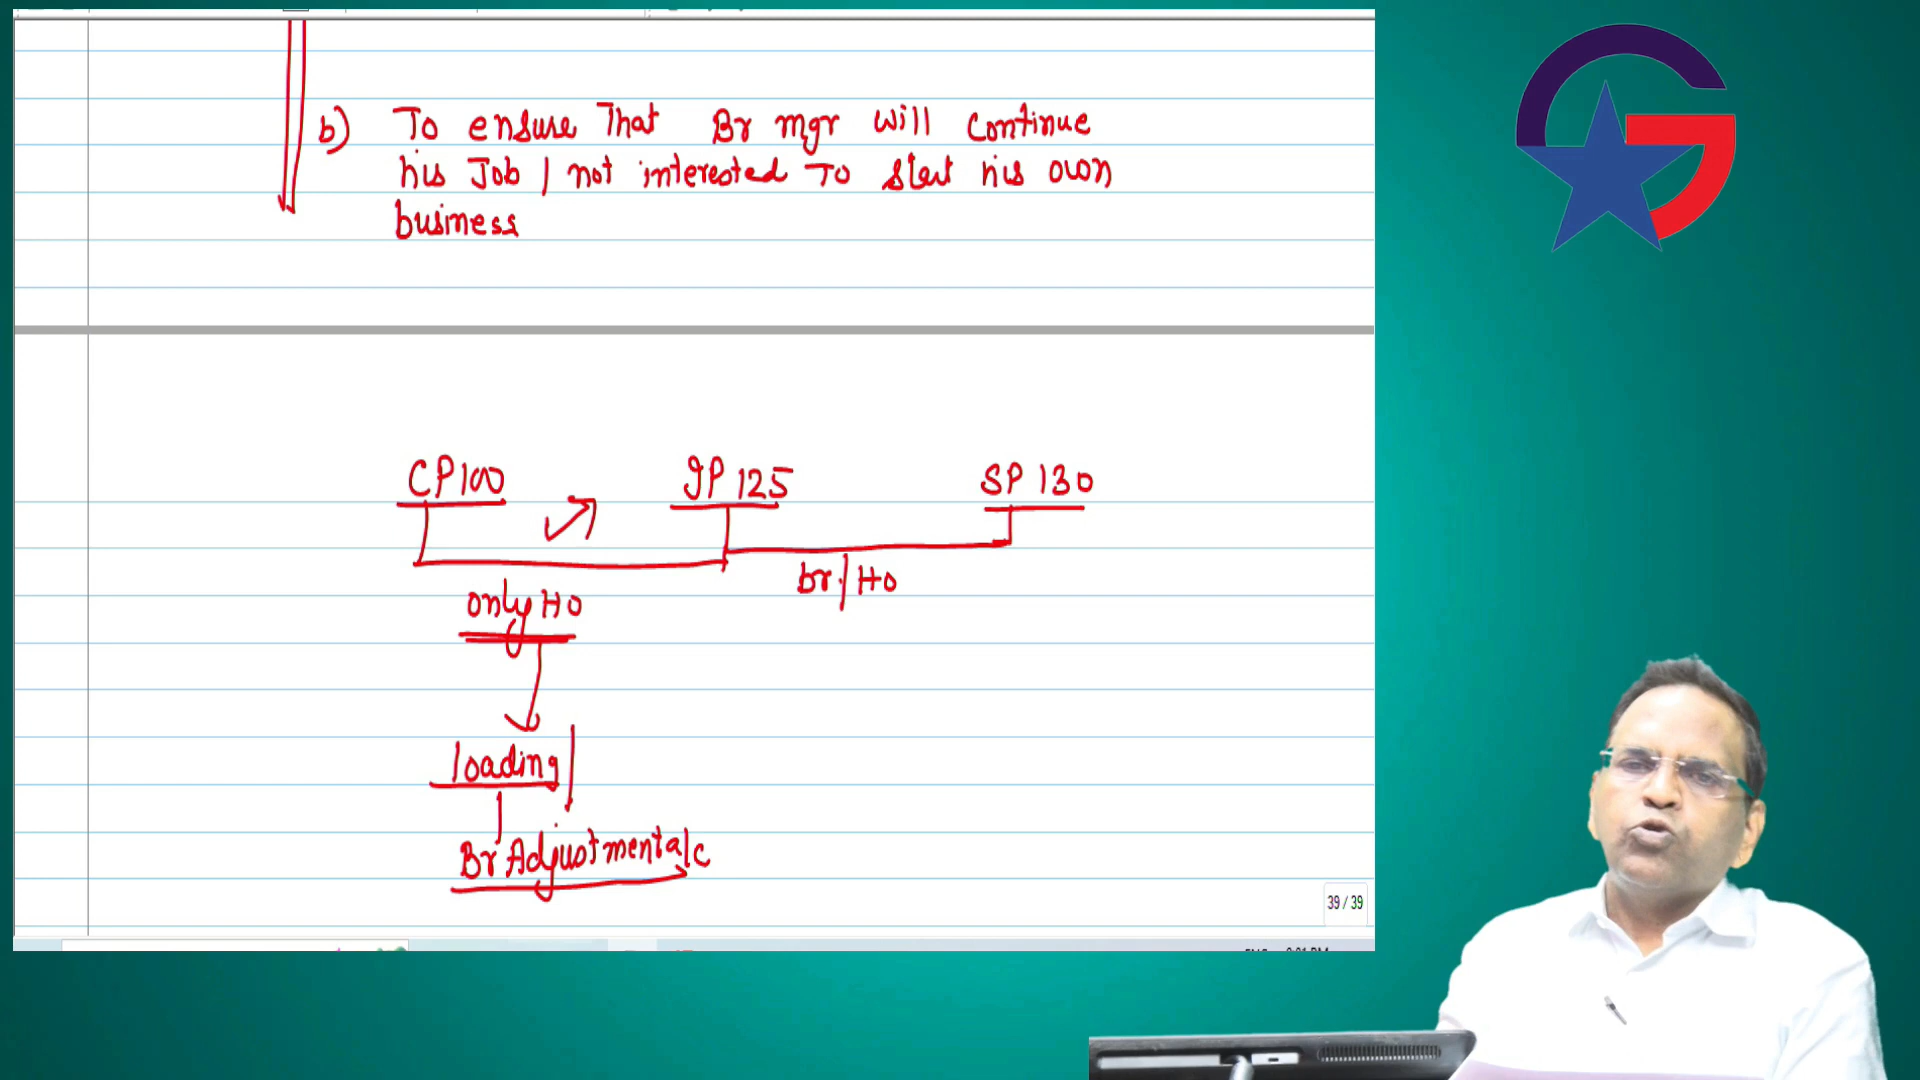 b) To ensure That Br mgr will continue
his Job / not interested To start his own
business
CP 100 IP 125 SP 130
only HO br/HO
loading
Br Adjustment a/c
39 / 39